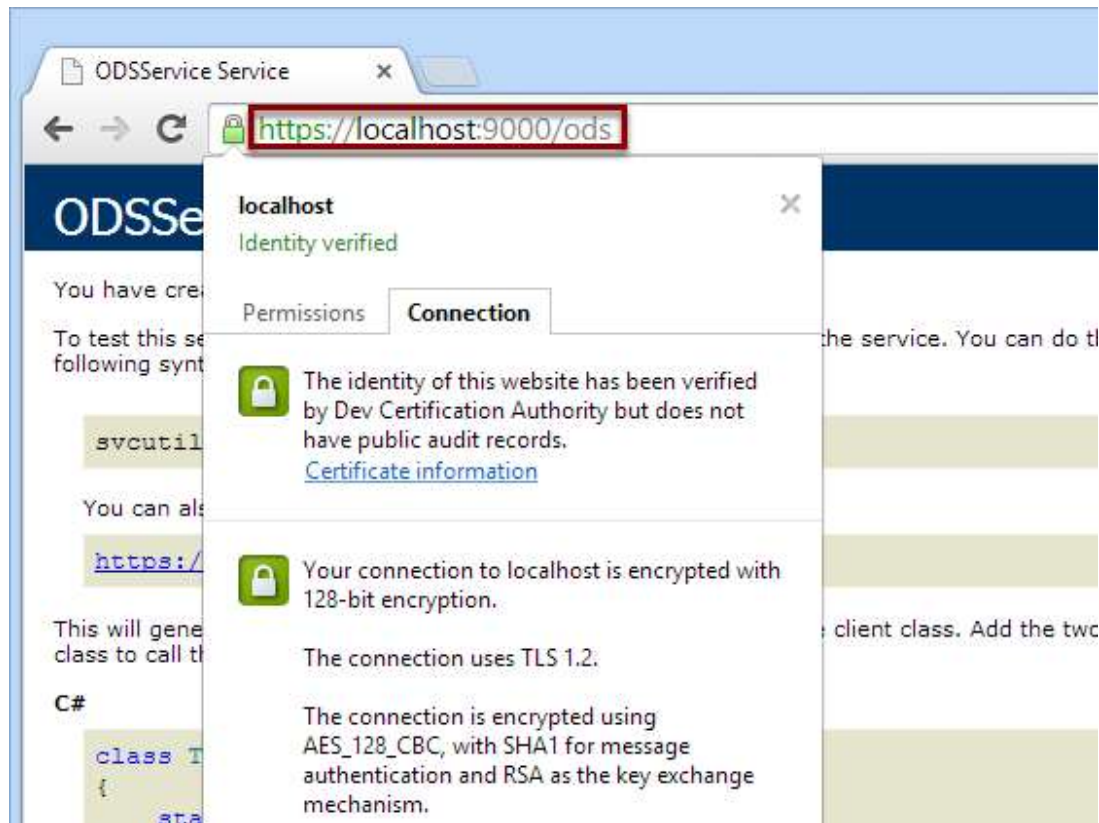 ODSService Service
https://localhost:9000/ods
ODSSe
localhost
Identity verified
Permissions Connection
You have crea
To test this se
the service. You can do th
following synt
The identity of this website has been verified
by Dev Certification Authority but does not
have public audit records.
Certificate information
svcutil
You can als
https:/
Your connection to localhost is encrypted with
128-bit encryption.
This will gene
client class. Add the two
class to call th
The connection uses TLS 1.2.
C#
The connection is encrypted using
AES_128_CBC, with SHA1 for message
authentication and RSA as the key exchange
mechanism.
class T
{
sta